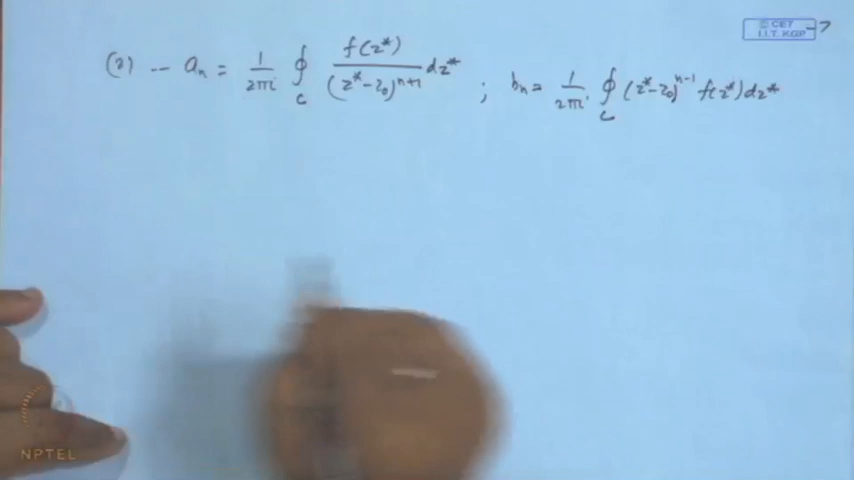 © CET
I.I.T. KGP
-7
(2) -- aₙ = 1/2πi ∮_C f(z*)/(z*-z₀)ⁿ⁺¹ dz* ; bₙ = 1/2πi ∮_C (z*-z₀)ⁿ⁻¹ f(z*) dz*
NPTEL